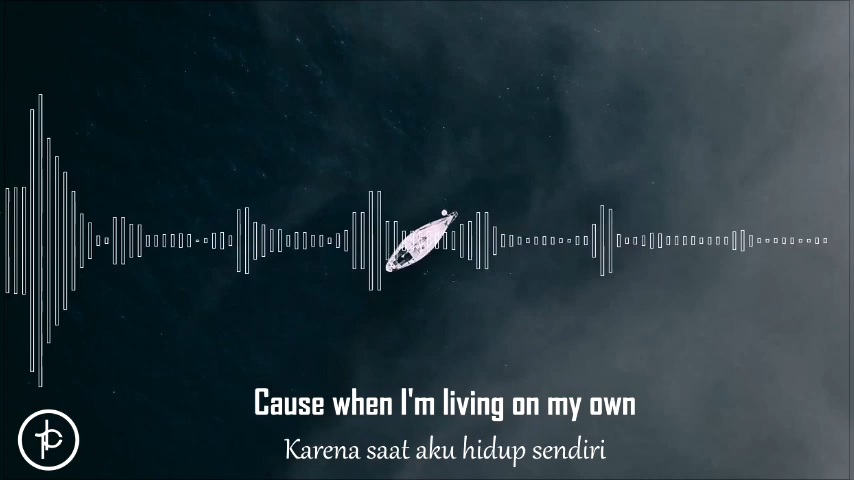 Cause when I'm living on my own
Karena saat aku hidup sendiri